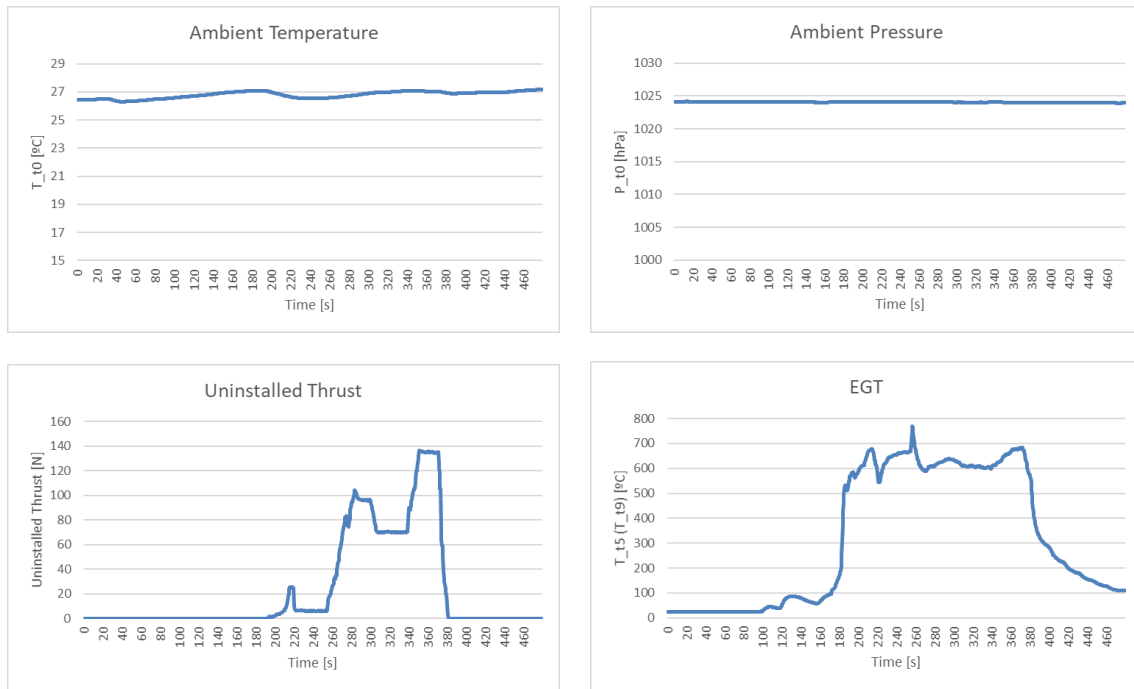 Ambient Temperature
T_t0 [ºC]
29
27
25
23
21
19
17
15
0 20 40 60 80 100 120 140 160 180 200 220 240 260 280 300 320 340 360 380 400 420 440 460
Time [s]
Ambient Pressure
P_t0 [hPa]
1030
1025
1020
1015
1010
1005
1000
0 20 40 60 80 100 120 140 160 180 200 220 240 260 280 300 320 340 360 380 400 420 440 460
Time [s]
Uninstalled Thrust
Uninstalled Thrust [N]
160
140
120
100
80
60
40
20
0
0 20 40 60 80 100 120 140 160 180 200 220 240 260 280 300 320 340 360 380 400 420 440 460
Time [s]
EGT
T_t5 (T_t9) [ºC]
800
700
600
500
400
300
200
100
0
0 20 40 60 80 100 120 140 160 180 200 220 240 260 280 300 320 340 360 380 400 420 440 460
Time [s]